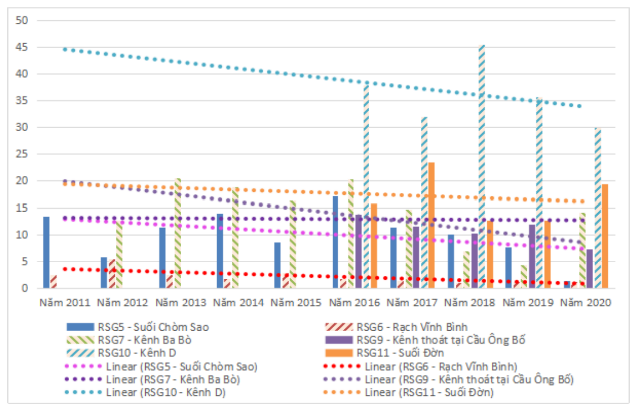 50
45
40
35
30
25
20
15
10
5
0
Năm 2011 Năm 2012 Năm 2013 Năm 2014 Năm 2015 Năm 2016 Năm 2017 Năm 2018 Năm 2019 Năm 2020
RSG5 - Suối Chòm Sao RSG6 - Rạch Vĩnh Bình
RSG7 - Kênh Ba Bò RSG9 - Kênh thoát tại Cầu Ông Bố
RSG10 - Kênh D RSG11 - Suối Đờn
Linear (RSG5 - Suối Chòm Sao) Linear (RSG6 - Rạch Vĩnh Bình)
Linear (RSG7 - Kênh Ba Bò) Linear (RSG9 - Kênh thoát tại Cầu Ông Bố)
Linear (RSG10 - Kênh D) Linear (RSG11 - Suối Đờn)